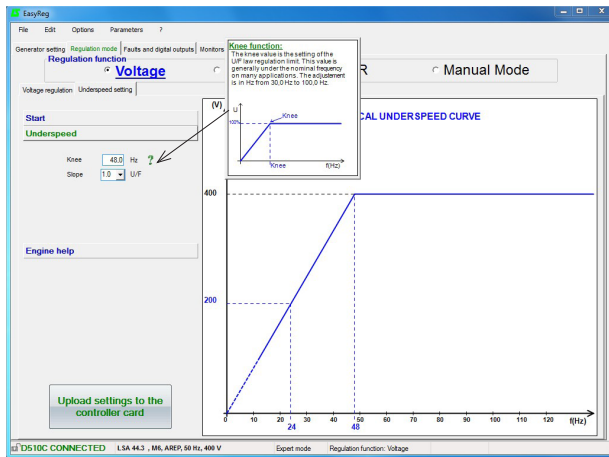 EasyReg
File Edit Options Parameters ?
Generator setting Regulation mode Faults and digital outputs Monitors
Regulation function
Voltage R Manual Mode
Voltage regulation Underspeed setting
Knee function:
The knee value is the setting of the
U/F law regulation limit. This value is
generally under the nominal frequency
on many applications. The adjustement
is in Hz from 30,0 Hz to 100,0 Hz.
U
100%
Knee
Knee f(Hz)
Start
Underspeed
Knee 48,0 Hz ?
Slope 1.0 U/F
Engine help
Upload settings to the
controller card
(V)
CAL UNDERSPEED CURVE
400
200
0 10 20 30 40 50 60 70 80 90 100 110 120 f(Hz)
24 48
D510C CONNECTED LSA 44.3 , M6, AREP, 50 Hz, 400 V Expert mode Regulation function: Voltage